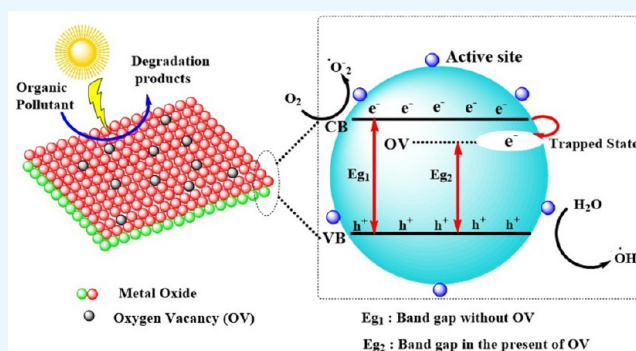 Organic
Pollutant
Degradation
products
Metal Oxide
Oxygen Vacancy (OV)
Active site
˙O⁻₂
O₂
e⁻ e⁻ e⁻ e⁻ e⁻
CB
OV
e⁻
Trapped State
Eg₁
Eg₂
H₂O
h⁺ h⁺ h⁺ h⁺ h⁺
VB
˙OH
Eg₁ : Band gap without OV
Eg₂ : Band gap in the present of OV